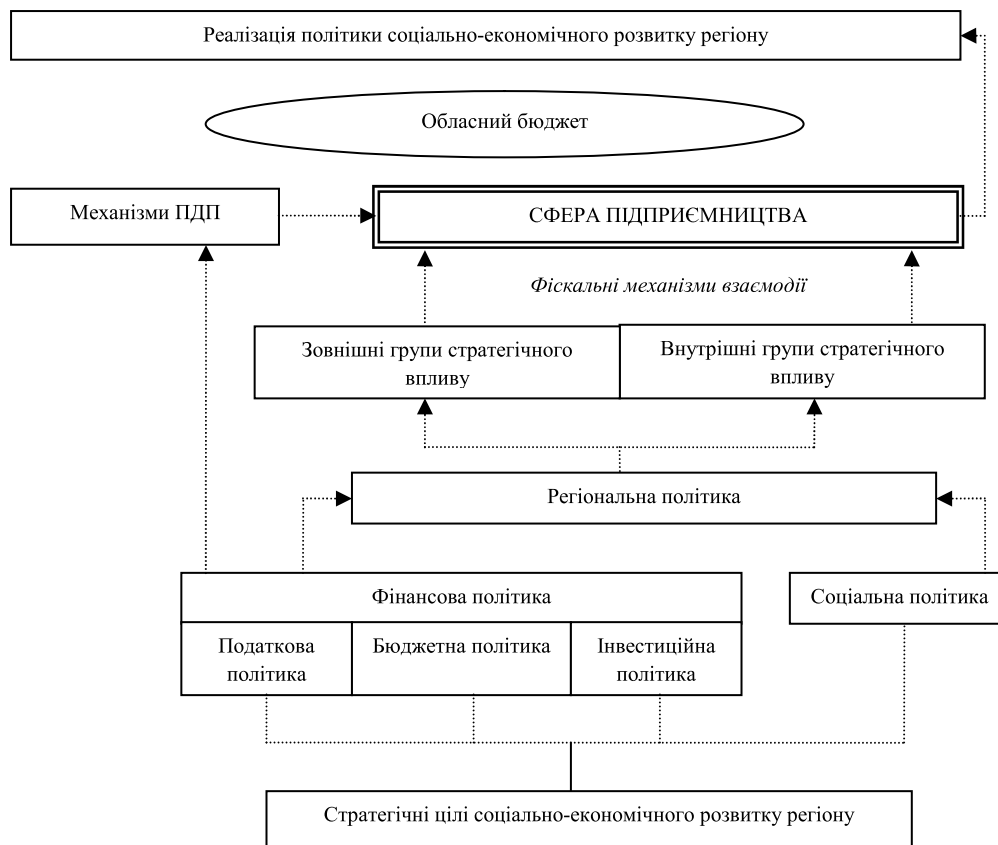 Реалізація політики соціально-економічного розвитку регіону
Обласний бюджет
Механізми ПДП
СФЕРА ПІДПРИЄМНИЦТВА
Фіскальні механізми взаємодії
Зовнішні групи стратегічного
впливу
Внутрішні групи стратегічного
впливу
Регіональна політика
Фінансова політика
Соціальна політика
Податкова
політика
Бюджетна політика
Інвестиційна
політика
Стратегічні цілі соціально-економічного розвитку регіону